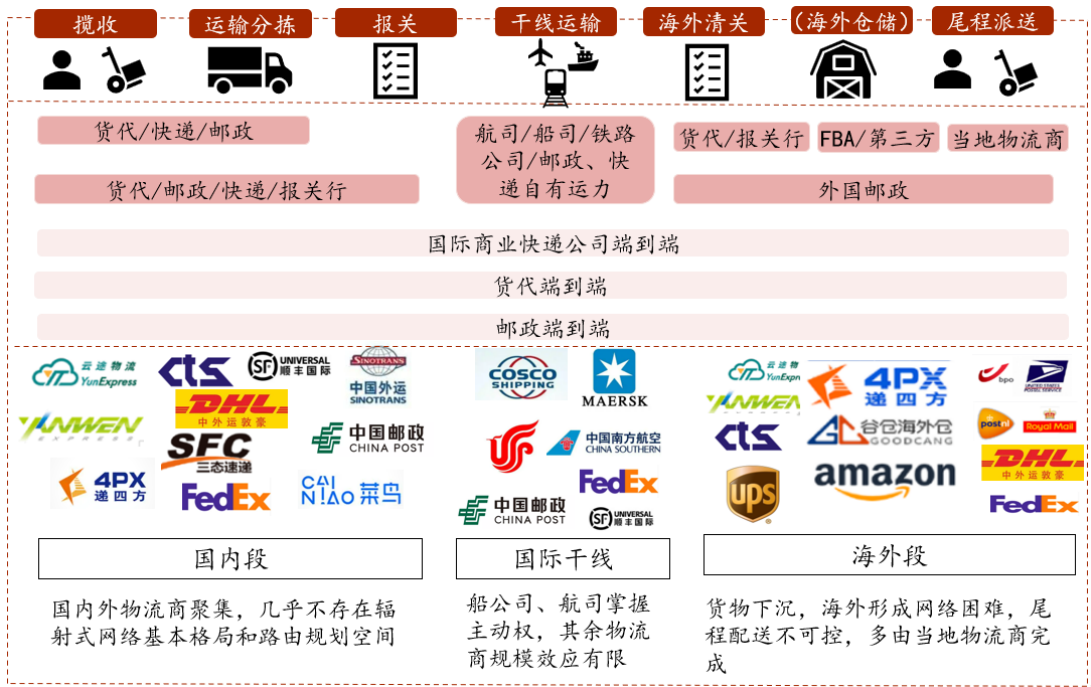 揽收
运输分拣
报关
干线运输
海外清关
（海外仓储）
尾程派送
货代/快递/邮政
货代/邮政/快递/报关行
航司/船司/铁路
公司/邮政、快
递自有运力
货代/报关行
FBA/第三方
当地物流商
外国邮政
国际商业快递公司端到端
货代端到端
邮政端到端
云途物流
YunExpress
cts
SF
UNIVERSAL
顺丰国际
SINOTRANS
中国外运
SINOTRANS
YANWEN
EXPRESS
DHL
中外运敦豪
SFC
三态速递
中国邮政
CHINA POST
4PX
递四方
FedEx
CAI
NIAO 菜鸟
COSCO
SHIPPING
MAERSK
中国南方航空
CHINA SOUTHERN
FedEx
中国邮政
CHINA POST
SF
UNIVERSAL
顺丰国际
云途物
YunExpr
YANWEN
cts
ups
4PX
递四方
谷仓海外仓
GOODCANG
amazon
bpo
UNITED STATES
POSTAL SERVICE
post
Royal Mail
DHL
中外运敦豪
FedEx
国内段
国际干线
海外段
国内外物流商聚集，几乎不存在辐
射式网络基本格局和路由规划空间
船公司、航司掌握
主动权，其余物流
商规模效应有限
货物下沉，海外形成网络困难，尾
程配送不可控，多由当地物流商完
成